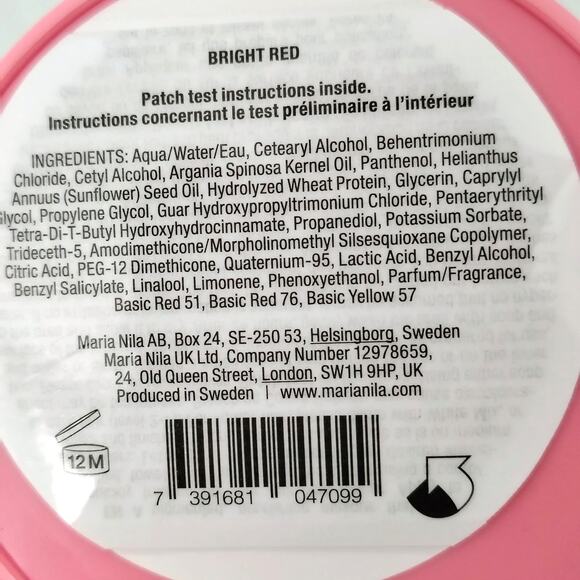 BRIGHT RED
Patch test instructions inside.
Instructions concernant le test préliminaire à l'intérieur
INGREDIENTS: Aqua/Water/Eau, Cetearyl Alcohol, Behentrimonium
Chloride, Cetyl Alcohol, Argania Spinosa Kernel Oil, Panthenol, Helianthus
Annuus (Sunflower) Seed Oil, Hydrolyzed Wheat Protein, Glycerin, Caprylyl
Glycol, Propylene Glycol, Guar Hydroxypropyltrimonium Chloride, Pentaerythrityl
Tetra-Di-T-Butyl Hydroxyhydrocinnamate, Propanediol, Potassium Sorbate,
Trideceth-5, Amodimethicone/Morpholinomethyl Silsesquioxane Copolymer,
Citric Acid, PEG-12 Dimethicone, Quaternium-95, Lactic Acid, Benzyl Alcohol,
Benzyl Salicylate, Linalool, Limonene, Phenoxyethanol, Parfum/Fragrance,
Basic Red 51, Basic Red 76, Basic Yellow 57
Maria Nila AB, Box 24, SE-250 53, Helsingborg, Sweden
Maria Nila UK Ltd, Company Number 12978659,
24, Old Queen Street, London, SW1H 9HP, UK
Produced in Sweden | www.marianila.com
12 M
7 391681 047099